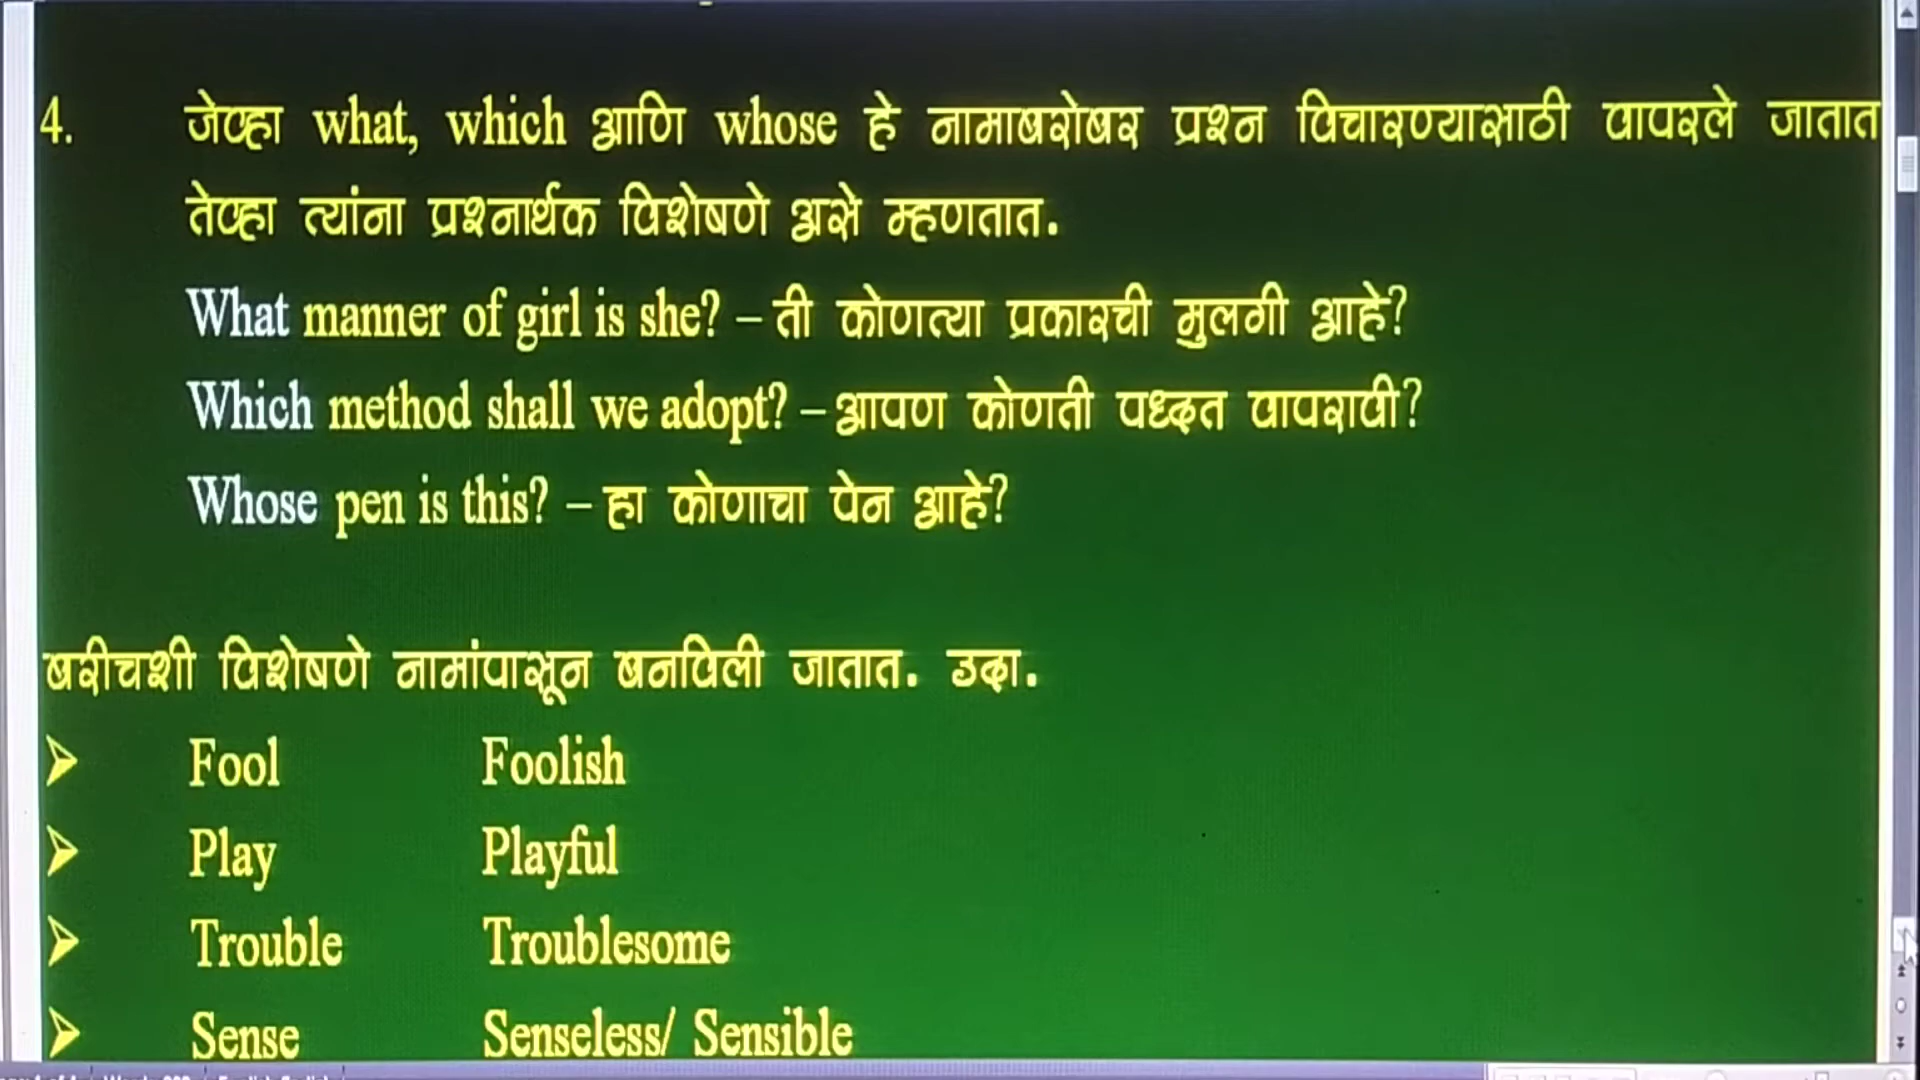 4. जेव्हा what, which आणि whose हे नामाबरोबर प्रश्न विचारण्यासाठी वापरले जातात
तेव्हा त्यांना प्रश्नार्थक विशेषणे असे म्हणतात.
What manner of girl is she? – ती कोणत्या प्रकारची मुलगी आहे?
Which method shall we adopt? – आपण कोणती पध्दत वापरावी?
Whose pen is this? – हा कोणाचा पेन आहे?
बरीचशी विशेषणे नामांपासून बनविली जातात. उदा.
➢ Fool Foolish
➢ Play Playful
➢ Trouble Troublesome
➢ Sense Senseless/ Sensible